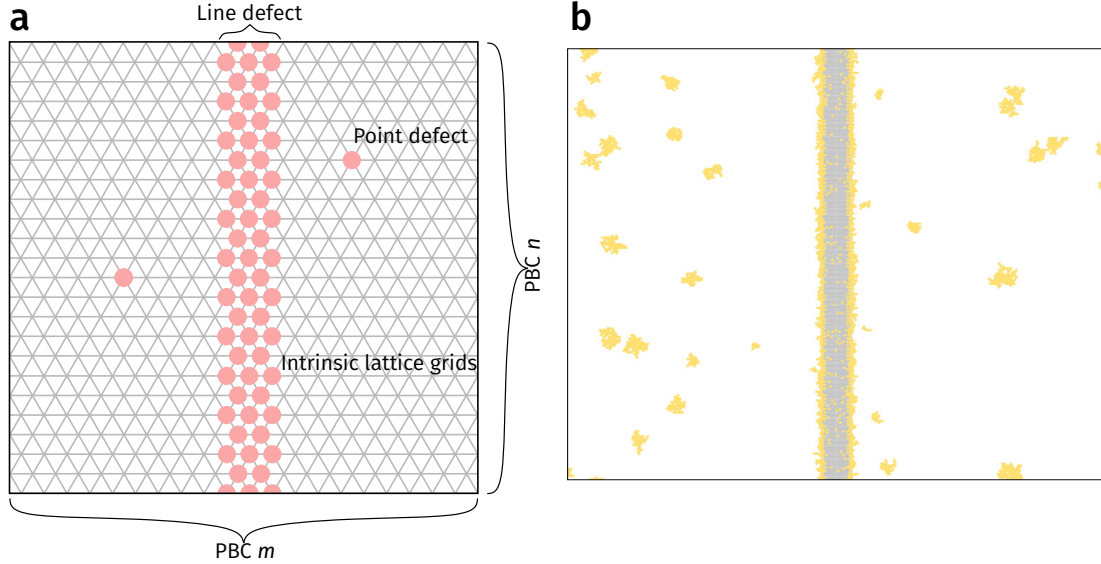 a
Line defect
b
Point defect
Intrinsic lattice grids
PBC n
PBC m